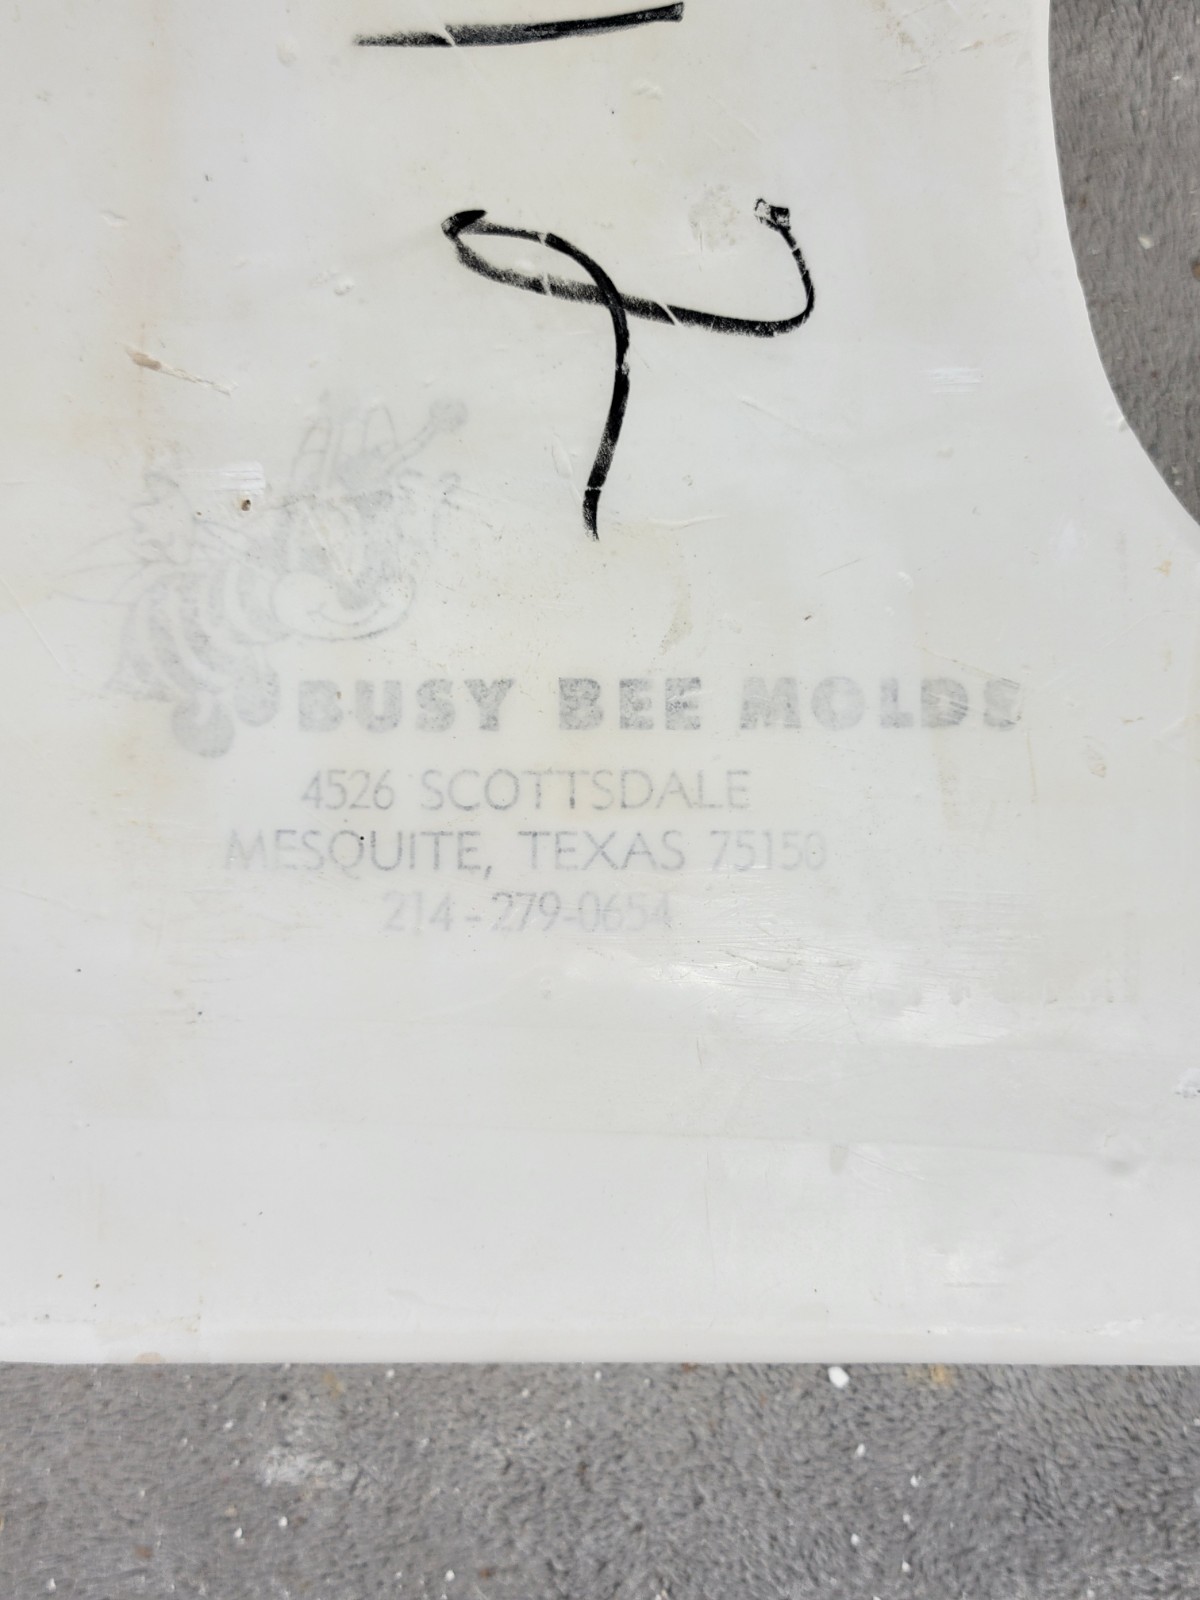 BUSY BEE MOLDS
4526 SCOTTSDALE
MESQUITE, TEXAS 75150
214-279-0654